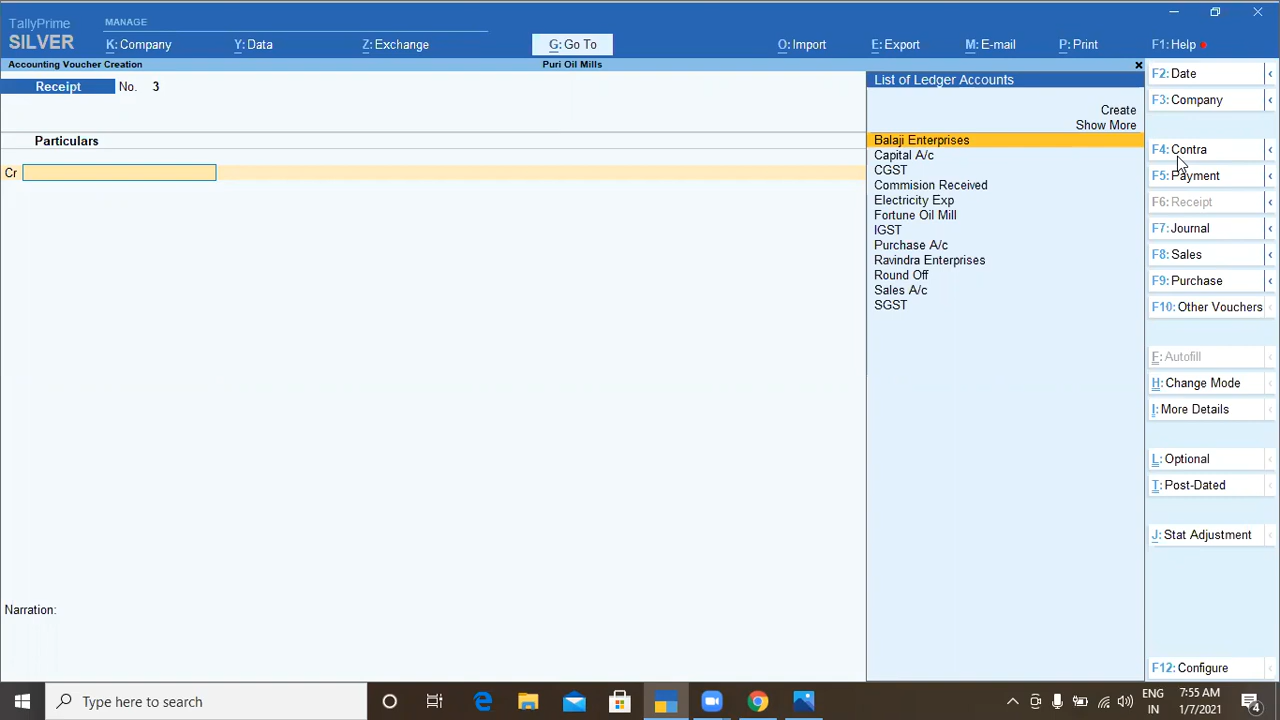 TallyPrime
MANAGE
SILVER
K: Company
Y: Data
Z: Exchange
G: Go To
O: Import
E: Export
M: E-mail
P: Print
F1: Help
Accounting Voucher Creation
Puri Oil Mills
×
Receipt No. 3
Particulars
Cr
Narration:
List of Ledger Accounts
Create
Show More
Balaji Enterprises
Capital A/c
CGST
Commision Received
Electricity Exp
Fortune Oil Mill
IGST
Purchase A/c
Ravindra Enterprises
Round Off
Sales A/c
SGST
F2: Date
F3: Company
F4: Contra
F5: Payment
F6: Receipt
F7: Journal
F8: Sales
F9: Purchase
F10: Other Vouchers
F: Autofill
H: Change Mode
I: More Details
L: Optional
T: Post-Dated
J: Stat Adjustment
F12: Configure
Type here to search
ENG
IN
7:55 AM
1/7/2021
4